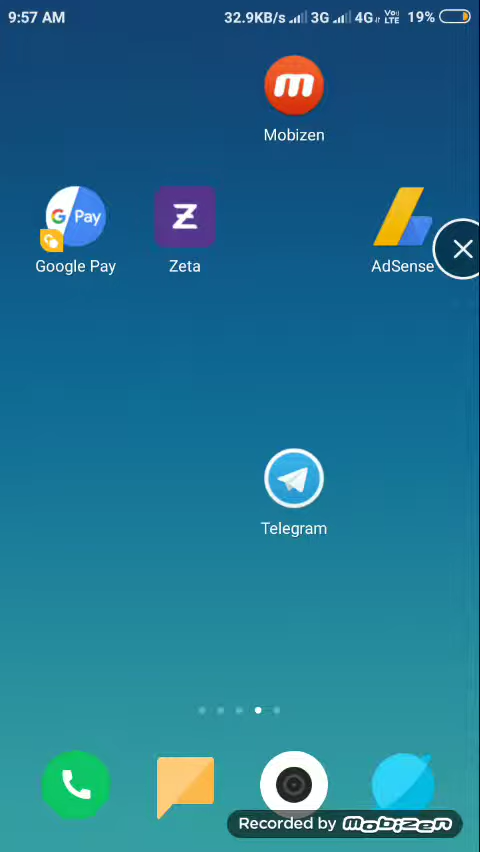 9:57 AM 32.9KB/s 3G 4G Vo) LTE 19%
m
Mobizen
G Pay Z
Google Pay Zeta AdSense
Telegram
Recorded by mobizen